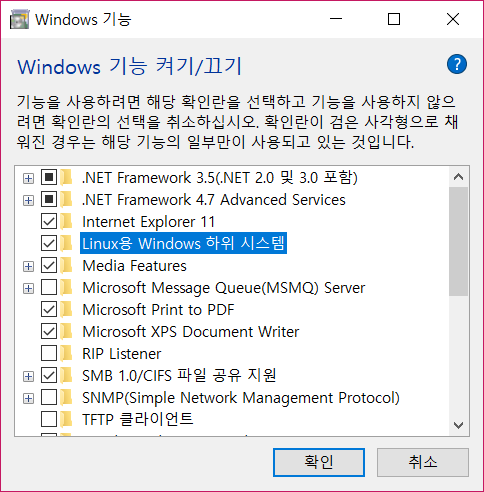 Windows 기능
Windows 기능 켜기/끄기
?
기능을 사용하려면 해당 확인란을 선택하고 기능을 사용하지 않으
려면 확인란의 선택을 취소하십시오. 확인란이 검은 사각형으로 채
워진 경우는 해당 기능의 일부만이 사용되고 있는 것입니다.
.NET Framework 3.5(.NET 2.0 및 3.0 포함)
.NET Framework 4.7 Advanced Services
Internet Explorer 11
Linux용 Windows 하위 시스템
Media Features
Microsoft Message Queue(MSMQ) Server
Microsoft Print to PDF
Microsoft XPS Document Writer
RIP Listener
SMB 1.0/CIFS 파일 공유 지원
SNMP(Simple Network Management Protocol)
TFTP 클라이언트
확인
취소